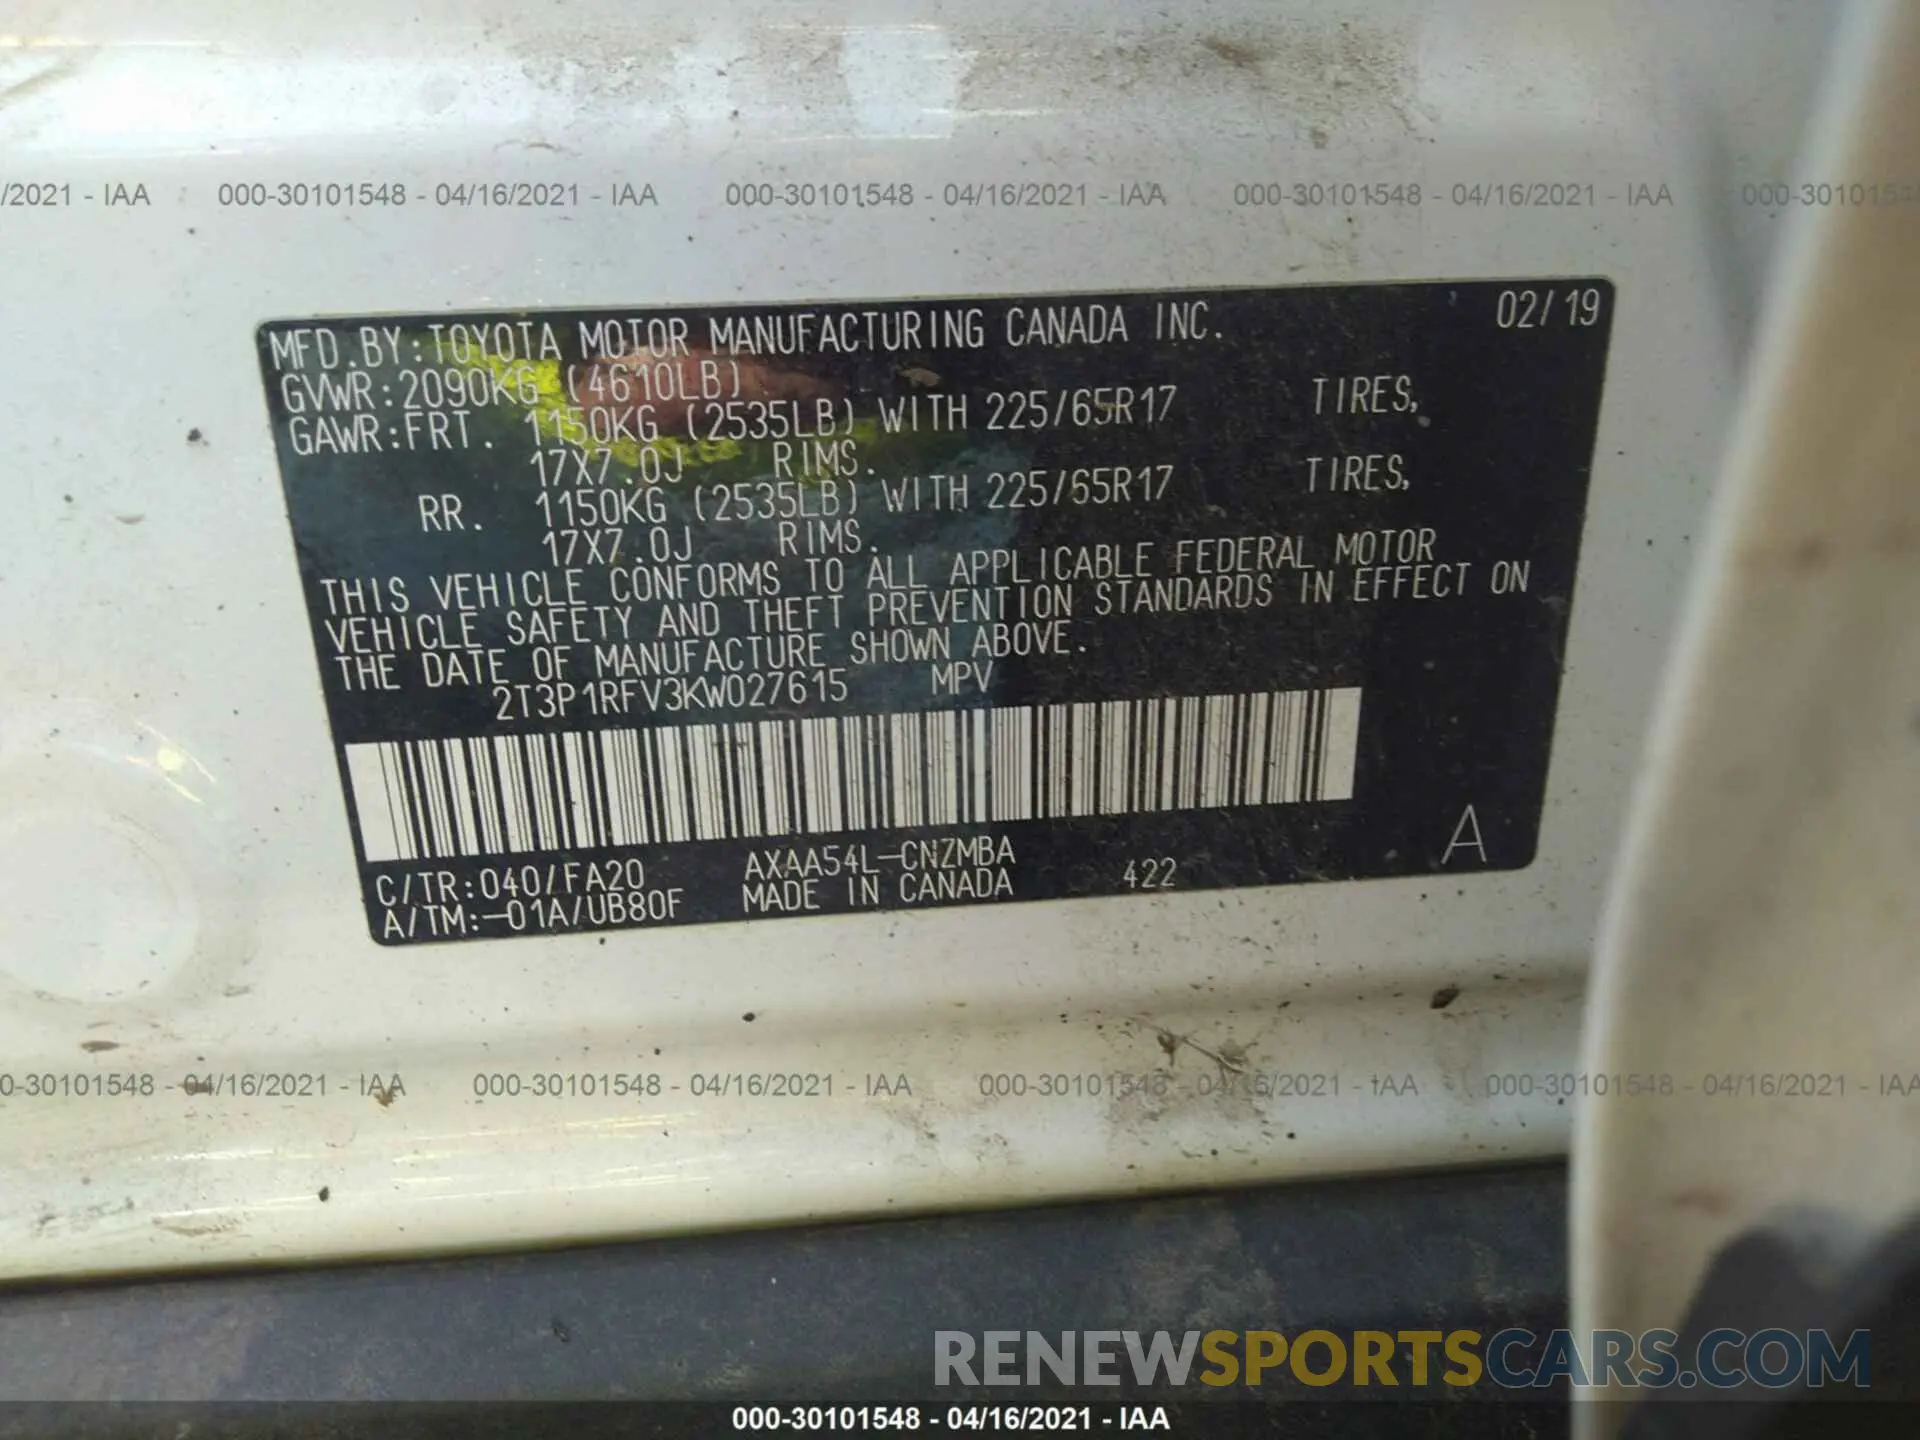 /2021 - IAA 000-30101548 - 04/16/2021 - IAA 000-30101548 - 04/16/2021 - IAA 000-30101548 - 04/16/2021 - IAA 000-301015
MFD.BY:TOYOTA MOTOR MANUFACTURING CANADA INC. 02/19
GVWR:2090KG (4610LB)
GAWR:FRT. 1150KG (2535LB) WITH 225/65R17 TIRES,
17X7.0J RIMS.
RR. 1150KG (2535LB) WITH 225/65R17 TIRES,
17X7.0J RIMS.
THIS VEHICLE CONFORMS TO ALL APPLICABLE FEDERAL MOTOR
VEHICLE SAFETY AND THEFT PREVENTION STANDARDS IN EFFECT ON
THE DATE OF MANUFACTURE SHOWN ABOVE.
2T3P1RFV3KW027615 MPV
C/TR:040/FA20 AXAA54L-CNZMBA
A/TM:-01A/UB80F MADE IN CANADA 422 A
0-30101548 - 04/16/2021 - IAA 000-30101548 - 04/16/2021 - IAA 000-30101548 - 04/16/2021 - IAA 000-30101548 - 04/16/2021 - IAA
RENEWSPORTSCARS.COM
000-30101548 - 04/16/2021 - IAA